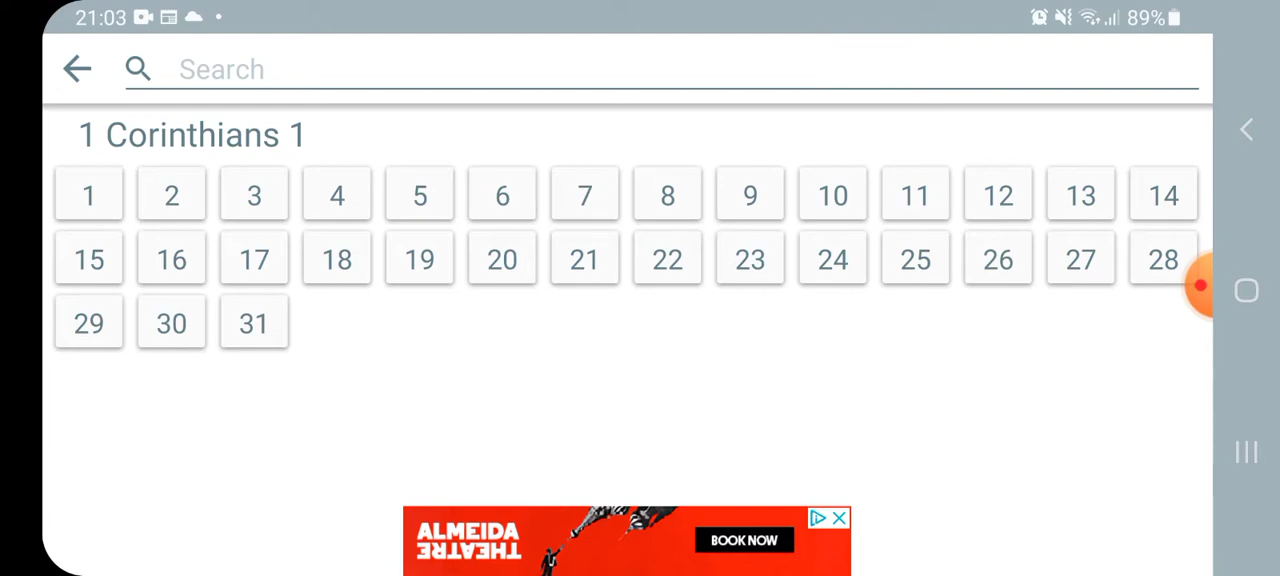 21:03 89%
Search
1 Corinthians 1
1 2 3 4 5 6 7 8 9 10 11 12 13 14
15 16 17 18 19 20 21 22 23 24 25 26 27 28
29 30 31
ALMEIDA
THEATRE
BOOK NOW